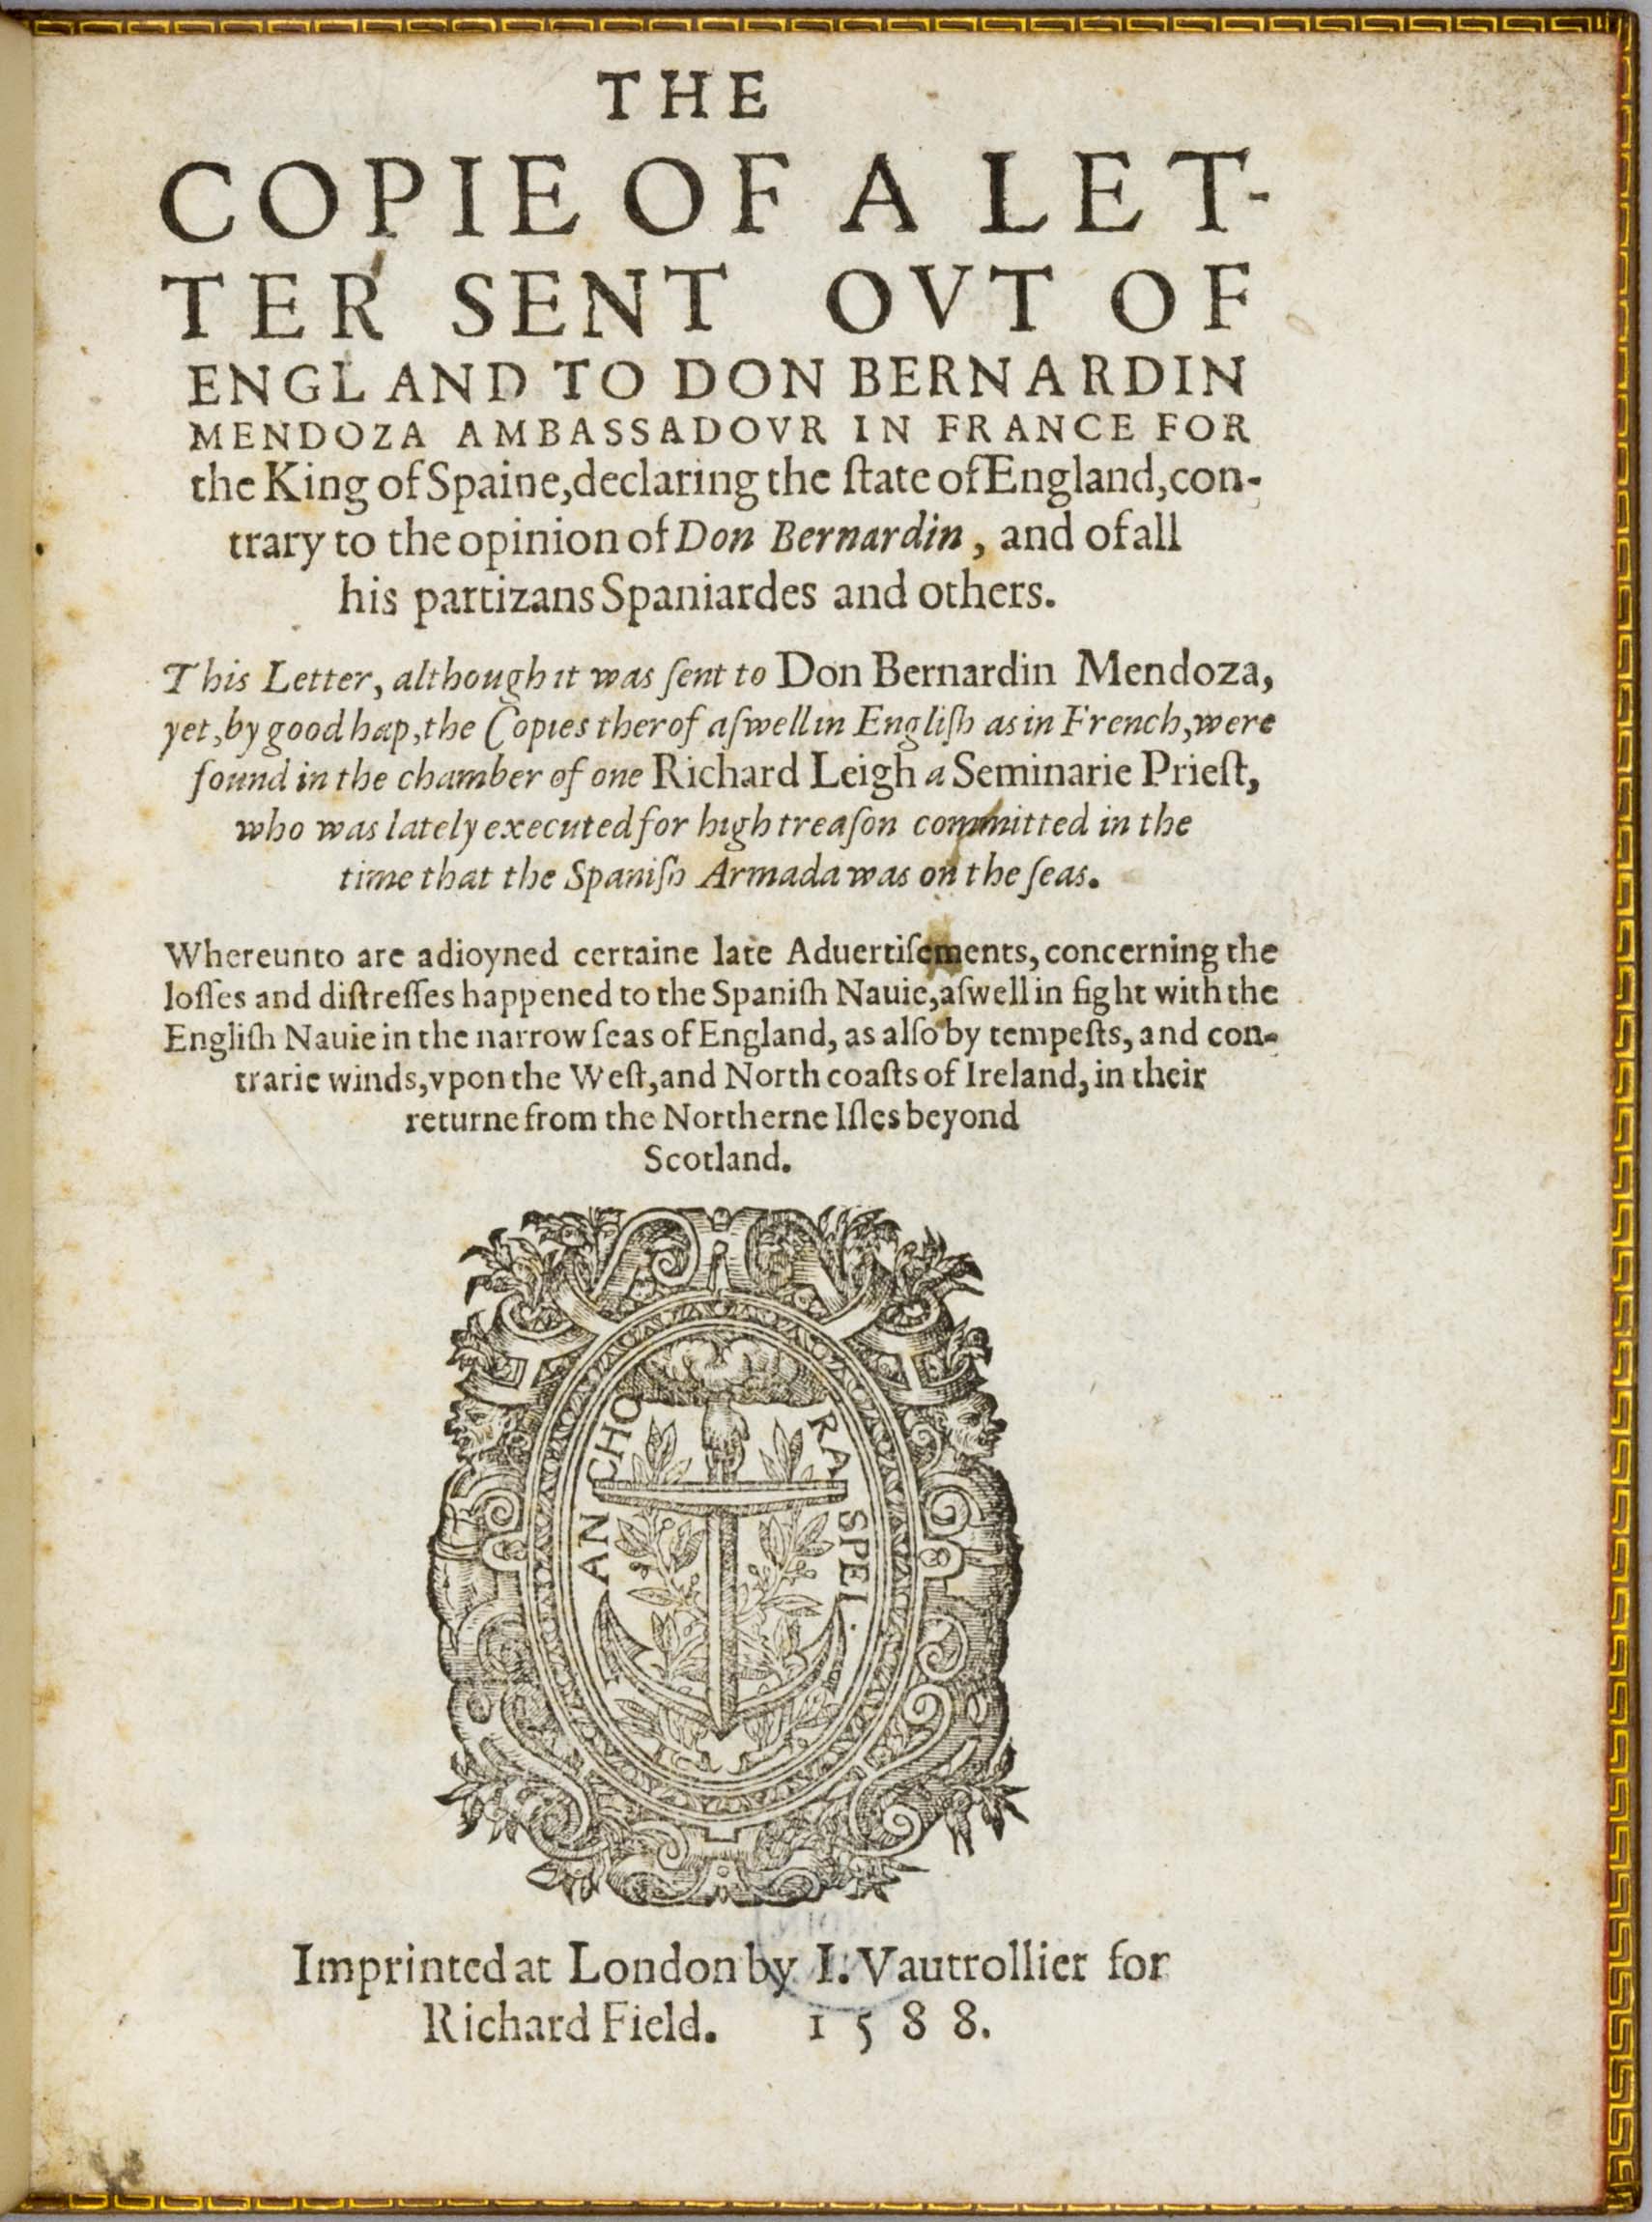 THE
COPIE OF A LET-
TER SENT OVT OF
ENGLAND TO DON BERNARDIN
MENDOZA AMBASSADOVR IN FRANCE FOR
the King of Spaine, declaring the ſtate of England, con-
trary to the opinion of Don Bernardin, and of all
his partizans Spaniardes and others.
This Letter, although it was ſent to Don Bernardin Mendoza,
yet, by good hap, the Copies therof aſwell in Engliſh as in French, were
found in the chamber of one Richard Leigh a Seminarie Prieſt,
who was lately executed for high treaſon committed in the
time that the Spaniſh Armada was on the ſeas.
Whereunto are adioyned certaine late Aduertiſements, concerning the
loſſes and diſtreſſes happened to the Spaniſh Nauie, aſwell in fight with the
Engliſh Nauie in the narrow ſeas of England, as alſo by tempeſts, and con-
trarie winds, vpon the Weſt, and North coaſts of Ireland, in their
returne from the Northerne Iſles beyond
Scotland.
ANCHORA SPEI.
Imprinted at London by I. Vautrollier for
Richard Field. 1588.